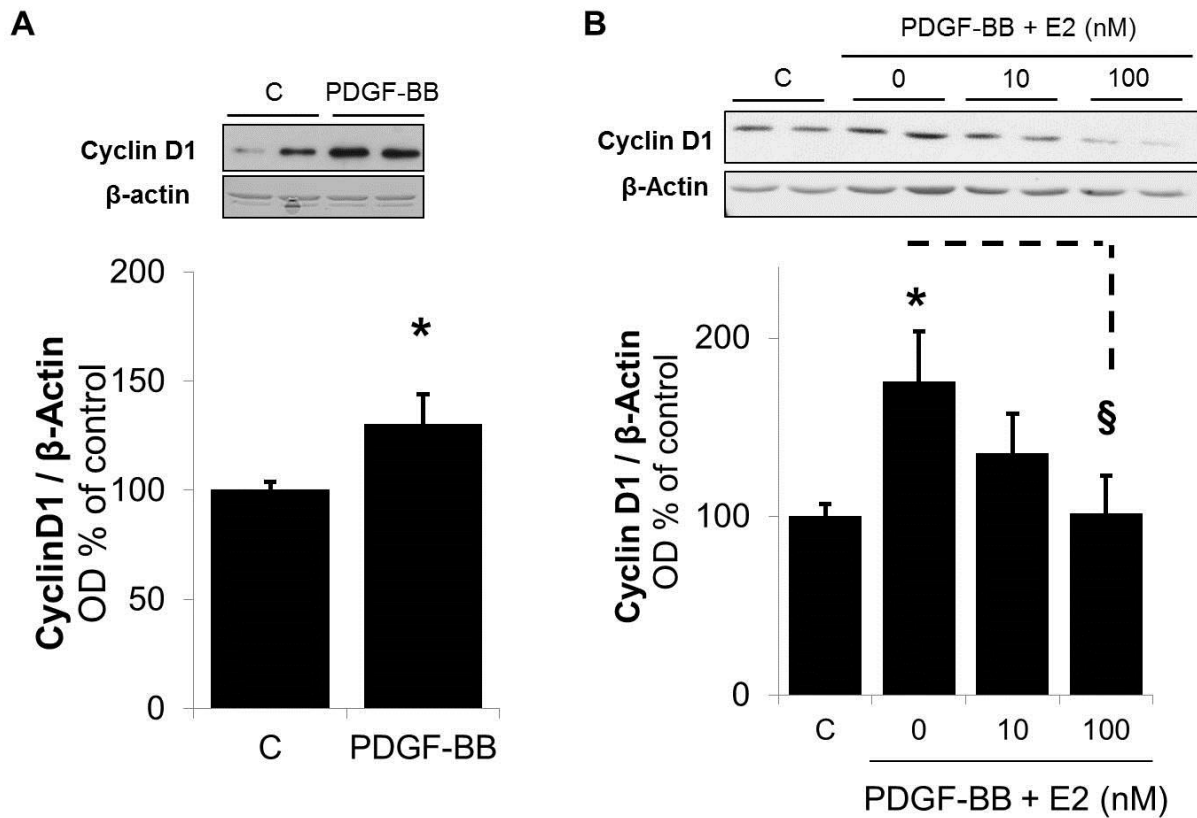 A
C PDGF-BB
Cyclin D1
β-actin
200
150
100
50
0
*
CyclinD1 / β-Actin
OD % of control
C PDGF-BB
B
PDGF-BB + E2 (nM)
C 0 10 100
Cyclin D1
β-Actin
200
100
0
*
§
Cyclin D1 / β-Actin
OD % of control
C 0 10 100
PDGF-BB + E2 (nM)